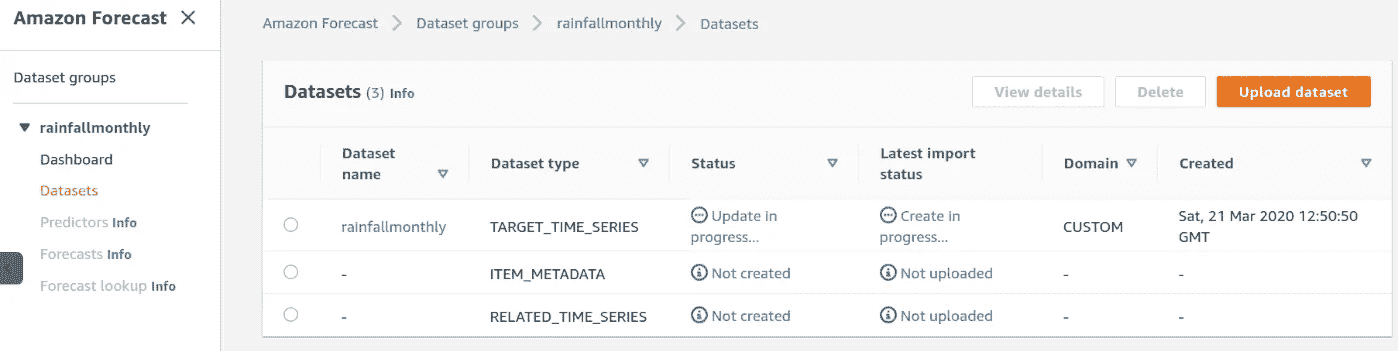 Amazon Forecast
Amazon Forecast > Dataset groups > rainfallmonthly > Datasets
Dataset groups
rainfallmonthly
Dashboard
Datasets
Predictors Info
Forecasts Info
Forecast lookup Info
Datasets (3) Info
View details
Delete
Upload dataset
Dataset name
Dataset type
Status
Latest import status
Domain
Created
rainfallmonthly
TARGET_TIME_SERIES
Update in progress...
Create in progress...
CUSTOM
Sat, 21 Mar 2020 12:50:50 GMT
- ITEM_METADATA Not created Not uploaded - -
- RELATED_TIME_SERIES Not created Not uploaded - -